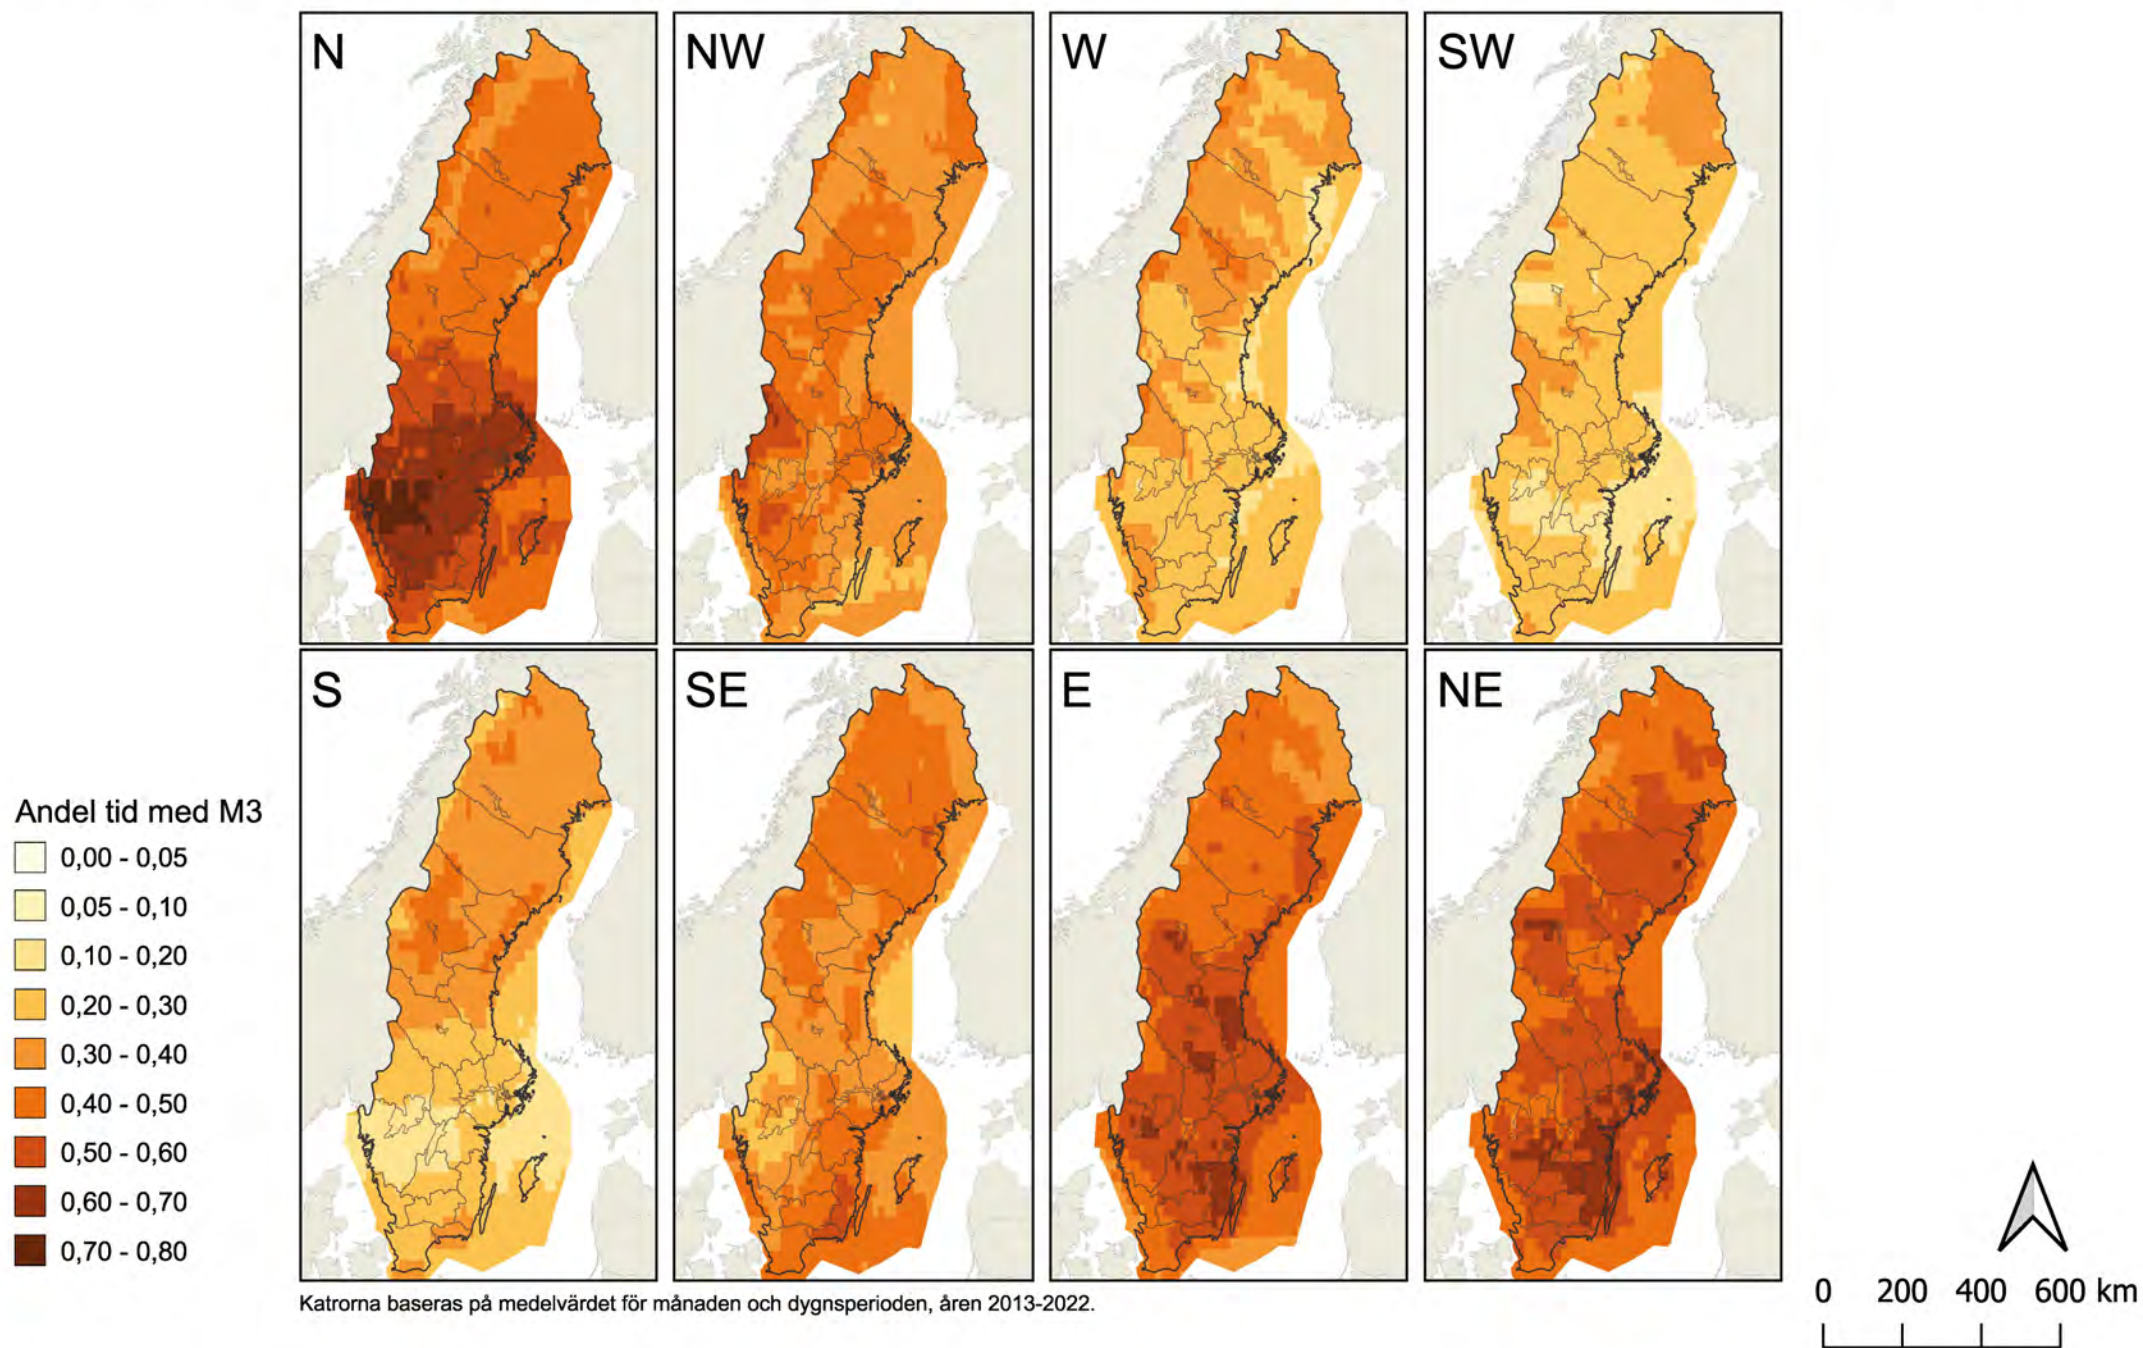 N
NW
W
SW
S
SE
E
NE
Andel tid med M3
0,00 - 0,05
0,05 - 0,10
0,10 - 0,20
0,20 - 0,30
0,30 - 0,40
0,40 - 0,50
0,50 - 0,60
0,60 - 0,70
0,70 - 0,80
Katrorna baseras på medelvärdet för månaden och dygnsperioden, åren 2013-2022.
0 200 400 600 km